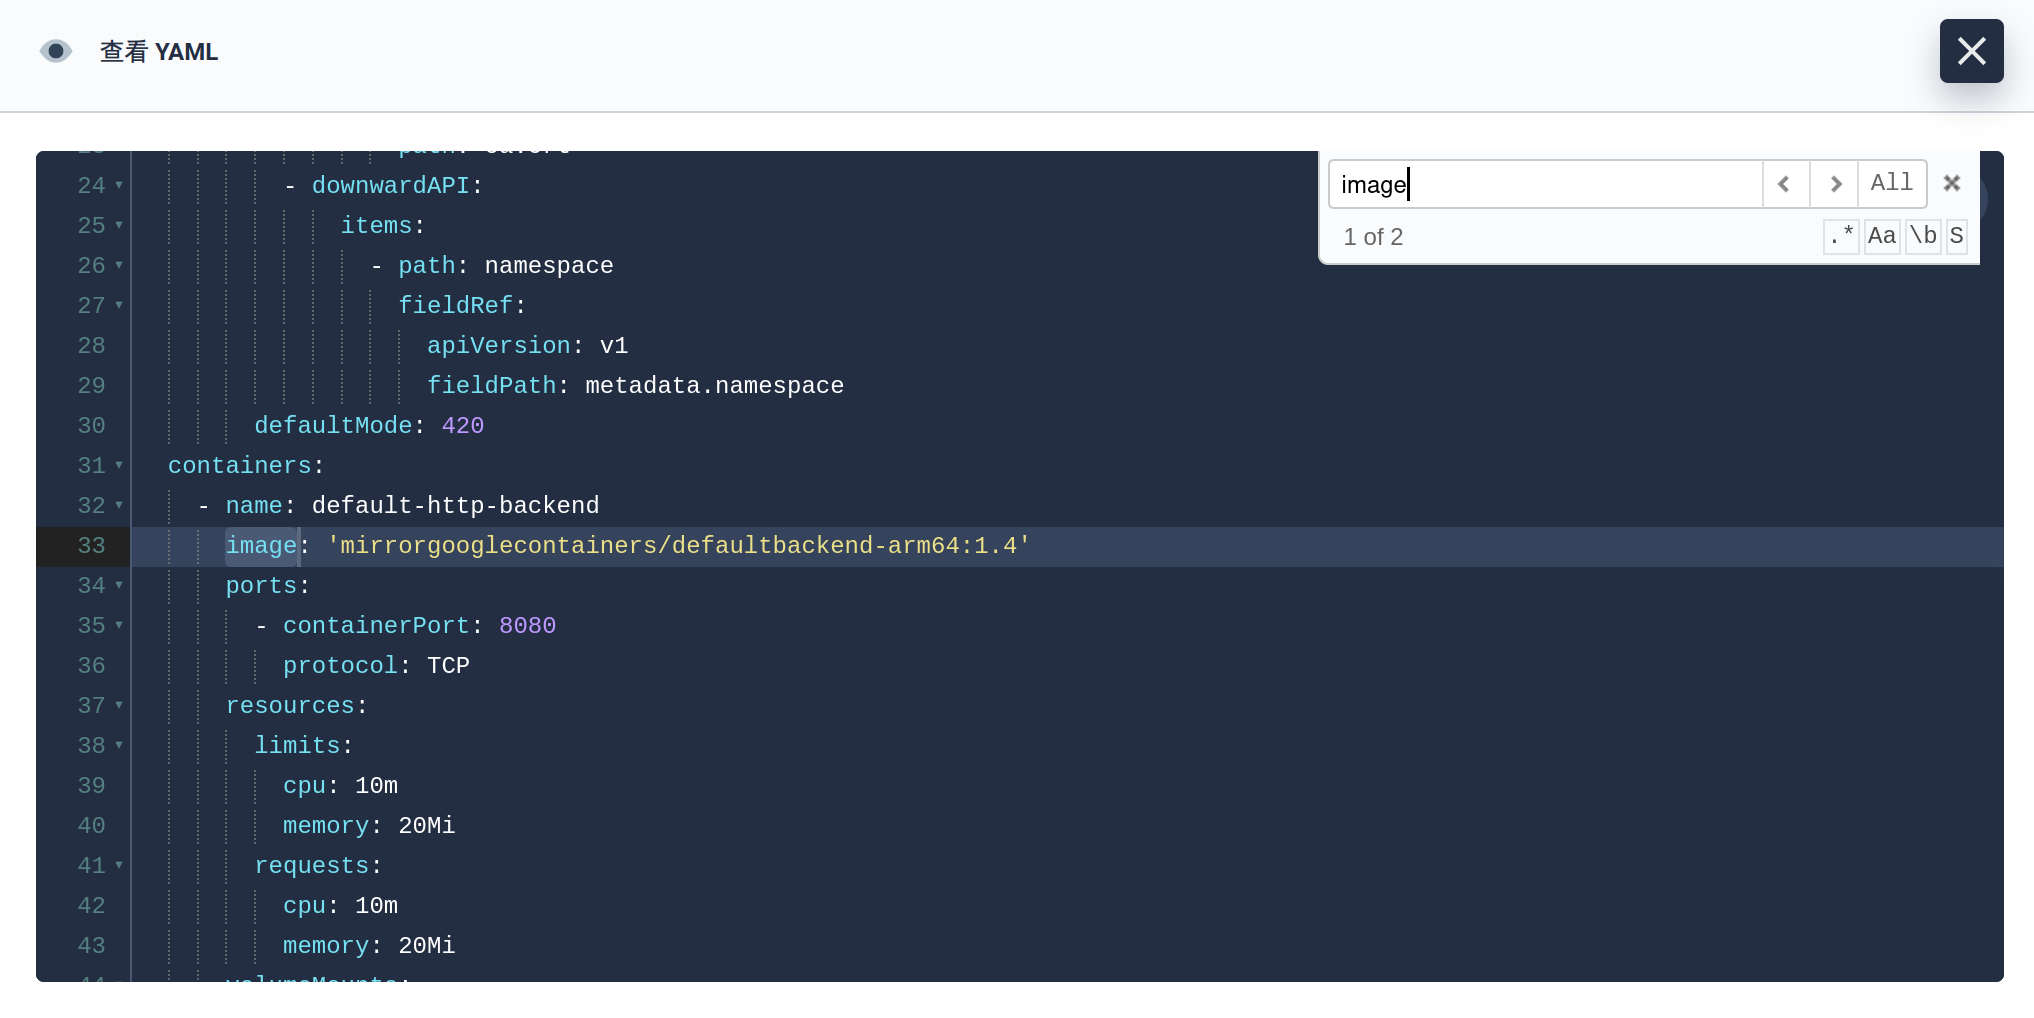 查看 YAML
image
All
1 of 2
.* Aa \b S
24 - downwardAPI:
25 items:
26 - path: namespace
27 fieldRef:
28 apiVersion: v1
29 fieldPath: metadata.namespace
30 defaultMode: 420
31 containers:
32 - name: default-http-backend
33 image: 'mirrorgooglecontainers/defaultbackend-arm64:1.4'
34 ports:
35 - containerPort: 8080
36 protocol: TCP
37 resources:
38 limits:
39 cpu: 10m
40 memory: 20Mi
41 requests:
42 cpu: 10m
43 memory: 20Mi